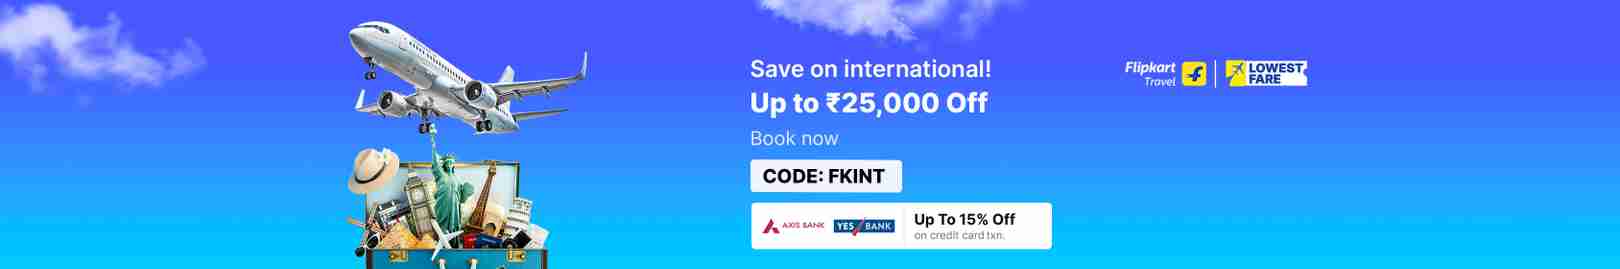 Save on international!
Up to ₹25,000 Off
Book now
CODE: FKINT
AXIS BANK
YES BANK
Up To 15% Off
on credit card txn.
Flipkart
Travel
LOWEST
FARE